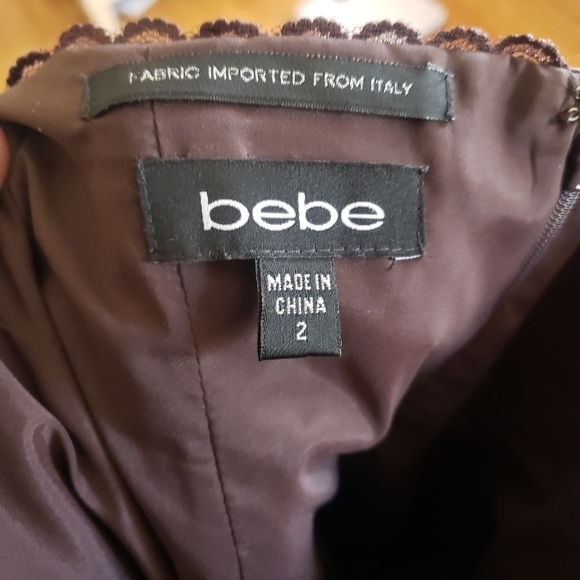 FABRIC IMPORTED FROM ITALY
bebe
MADE IN
CHINA
2